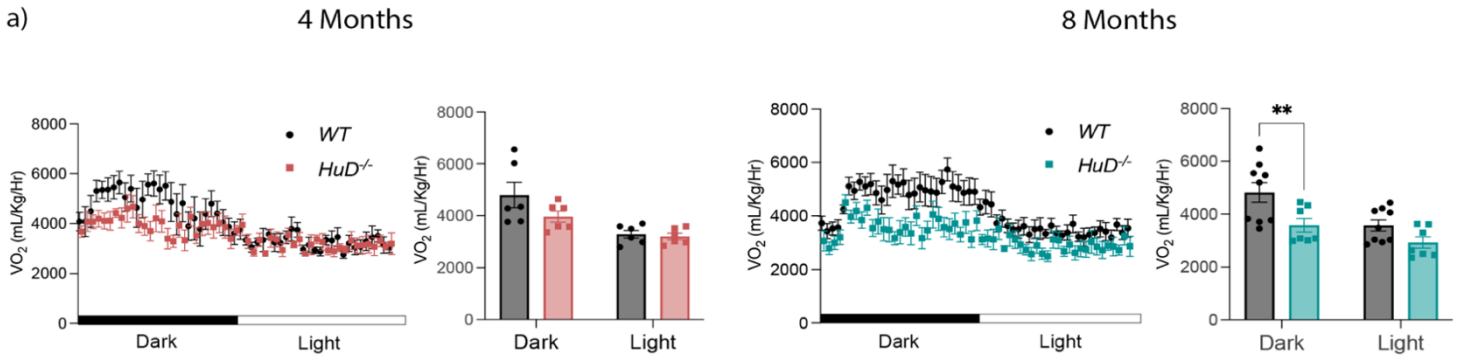 a)
4 Months
8 Months
VO2 (mL/Kg/Hr)
8000
6000
4000
2000
0
WT
HuD-/-
Dark
Light
VO2 (mL/Kg/Hr)
8000
6000
4000
2000
0
Dark
Light
VO2 (mL/Kg/Hr)
8000
6000
4000
2000
0
WT
HuD-/-
Dark
Light
VO2 (mL/Kg/Hr)
8000
6000
4000
2000
0
**
Dark
Light